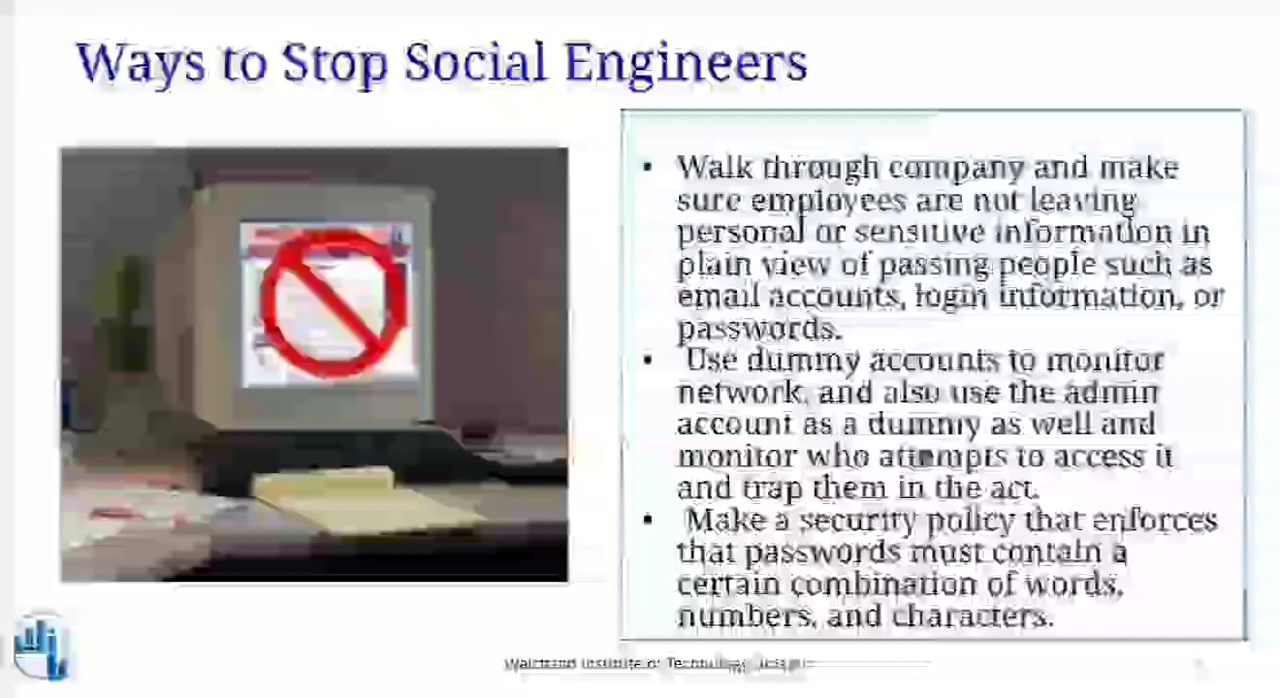 Ways to Stop Social Engineers
• Walk through company and make
sure employees are not leaving
personal or sensitive information in
plain view of passing people such as
email accounts, login information, or
passwords.
• Use dummy accounts to monitor
network, and also use the admin
account as a dummy as well and
monitor who attempts to access it
and trap them in the act.
• Make a security policy that enforces
that passwords must contain a
certain combination of words,
numbers, and characters.
Institute of Technology,